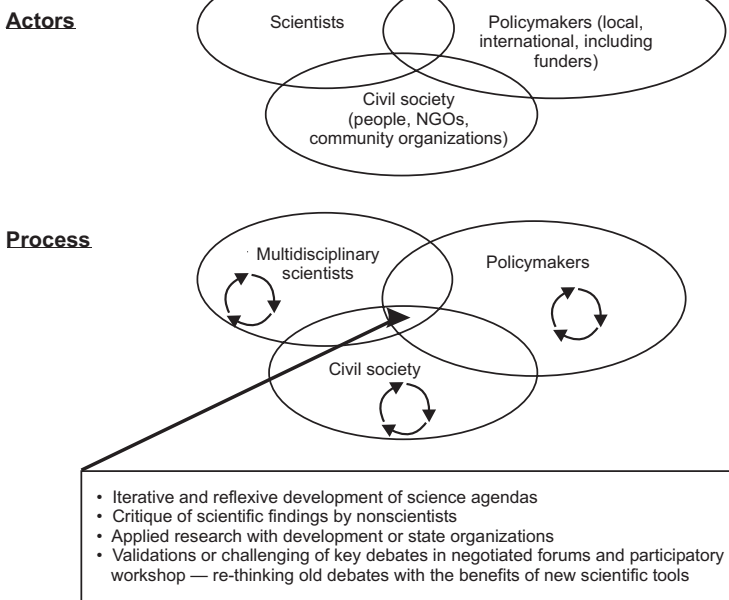 Actors
Scientists
Policymakers (local,
international, including
funders)
Civil society
(people, NGOs,
community organizations)
Process
Multidisciplinary
scientists
Policymakers
Civil society
• Iterative and reflexive development of science agendas
• Critique of scientific findings by nonscientists
• Applied research with development or state organizations
• Validations or challenging of key debates in negotiated forums and participatory
workshop — re-thinking old debates with the benefits of new scientific tools